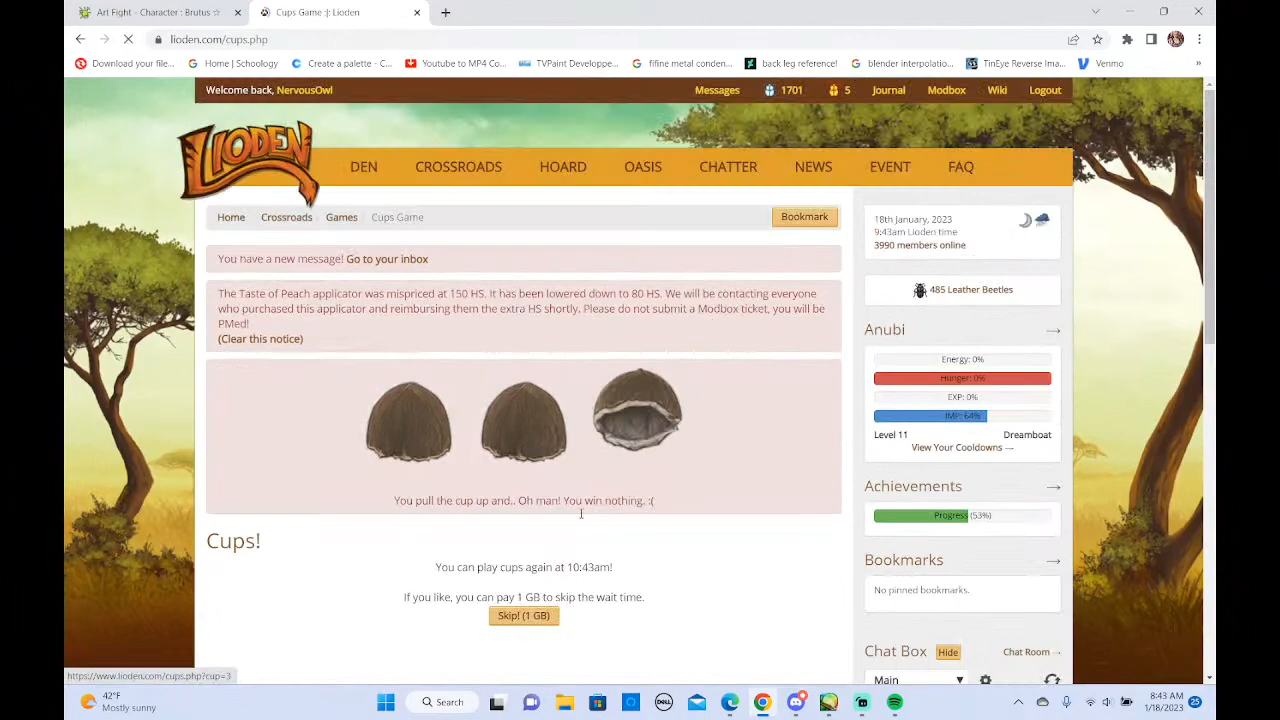 Art Fight - Character : Brutus ☆
Cups Game :|: Lioden
lioden.com/cups.php
Download your file...
Home | Schoology
Create a palette - C...
Youtube to MP4 Co...
TVPaint Developpe...
fifine metal conden...
back leg reference!
blender interpolatio...
TinEye Reverse Ima...
Venmo
»
Welcome back, NervousOwl
Messages
1701
5
Journal
Modbox
Wiki
Logout
LIODEN
DEN
CROSSROADS
HOARD
OASIS
CHATTER
NEWS
EVENT
FAQ
Home
Crossroads
Games
Cups Game
Bookmark
You have a new message! Go to your inbox
The Taste of Peach applicator was mispriced at 150 HS. It has been lowered down to 80 HS. We will be contacting everyone
who purchased this applicator and reimbursing them the extra HS shortly. Please do not submit a Modbox ticket, you will be
PMed!
(Clear this notice)
You pull the cup up and.. Oh man! You win nothing. :(
Cups!
You can play cups again at 10:43am!
If you like, you can pay 1 GB to skip the wait time.
Skip! (1 GB)
18th January, 2023
9:43am Lioden time
3990 members online
485 Leather Beetles
Anubi
→
Energy: 0%
Hunger: 0%
EXP: 0%
IMP: 64%
Level 11
Dreamboat
View Your Cooldowns →
Achievements
→
Progress (53%)
Bookmarks
→
No pinned bookmarks.
Chat Box
Hide
Chat Room →
Main
https://www.lioden.com/cups.php?cup=3
42°F
Mostly sunny
Search
DELL
8:43 AM
1/18/2023
25